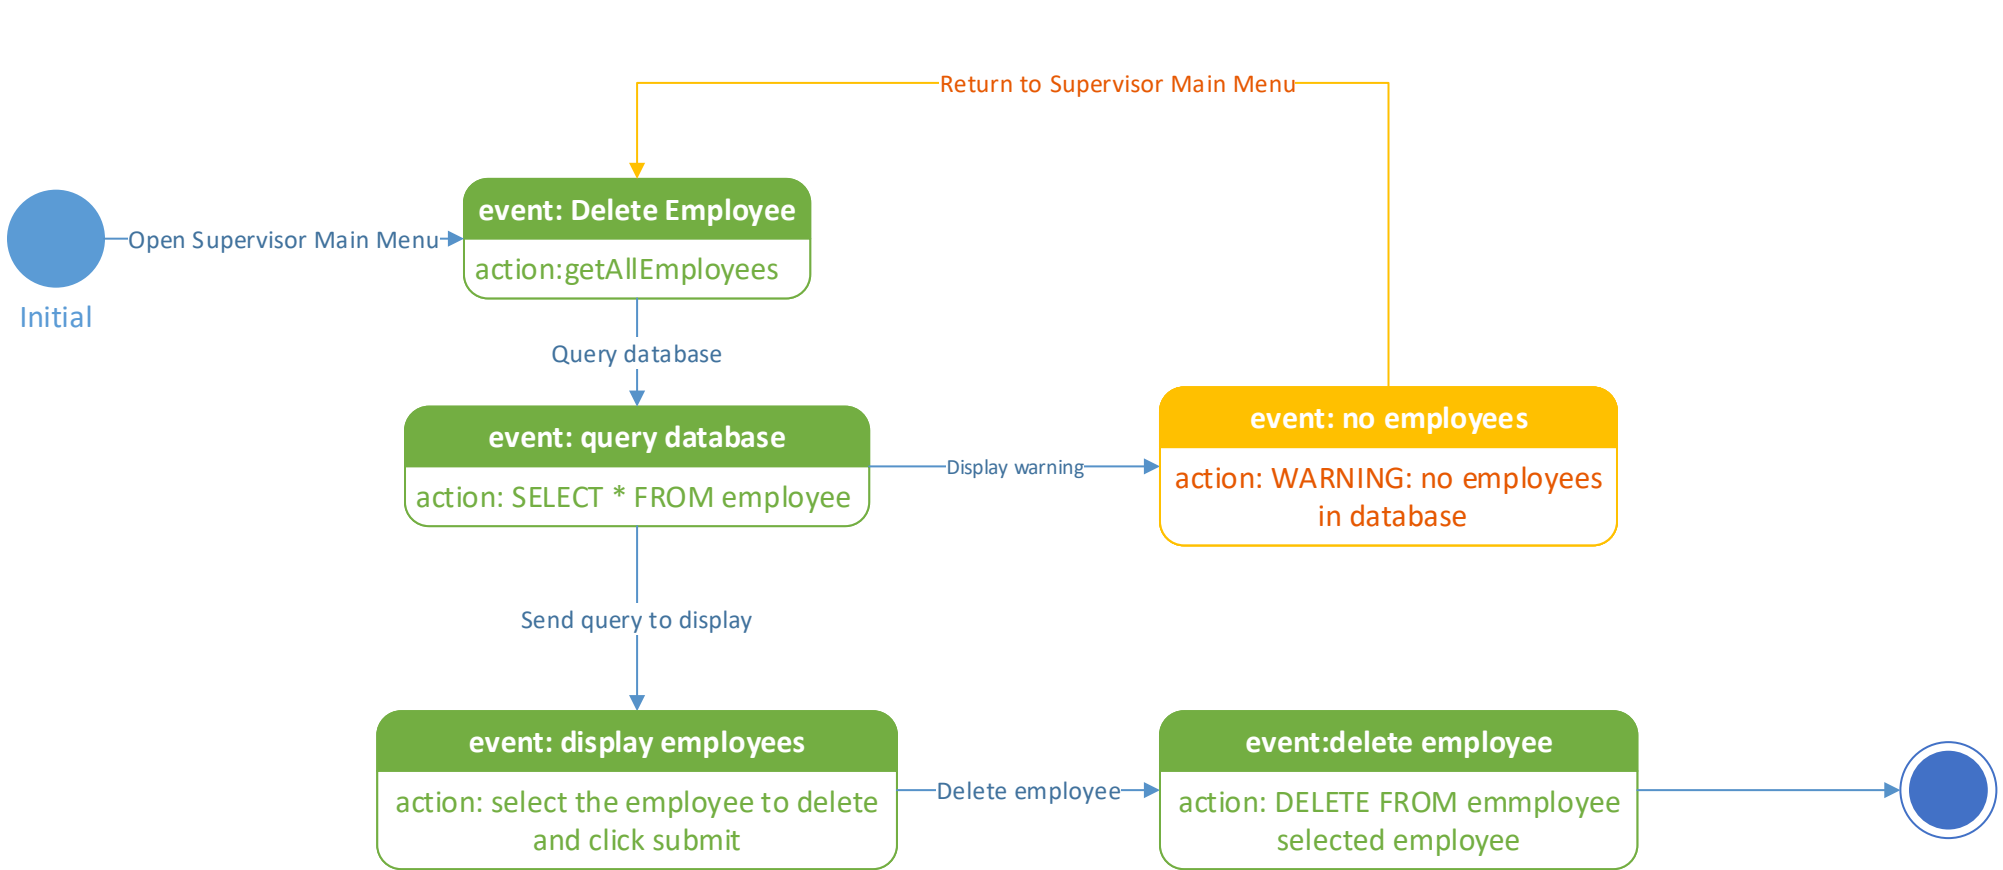 Return to Supervisor Main Menu
event: Delete Employee
Open Supervisor Main Menu
action:getAllEmployees
Initial
Query database
event: no employees
event: query database
Display warning
action: WARNING: no employees
in database
action: SELECT * FROM employee
Send query to display
event: display employees
event:delete employee
Delete employee
action: select the employee to delete
and click submit
action: DELETE FROM emmployee
selected employee